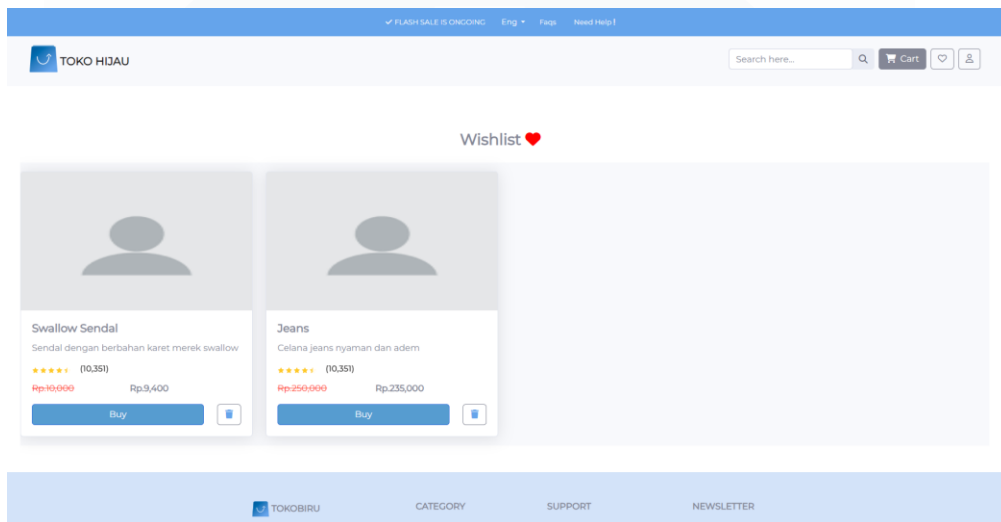 FLASH SALE IS ONGOING Eng Faqs Need Help!
TOKO HIJAU
Search here...
Cart
Wishlist
Swallow Sendal
Sendal dengan berbahan karet merek swallow
(10,351)
Rp.10,000 Rp.9,400
Buy
Jeans
Celana jeans nyaman dan adem
(10,351)
Rp.250,000 Rp.235,000
Buy
TOKOBIRU CATEGORY SUPPORT NEWSLETTER